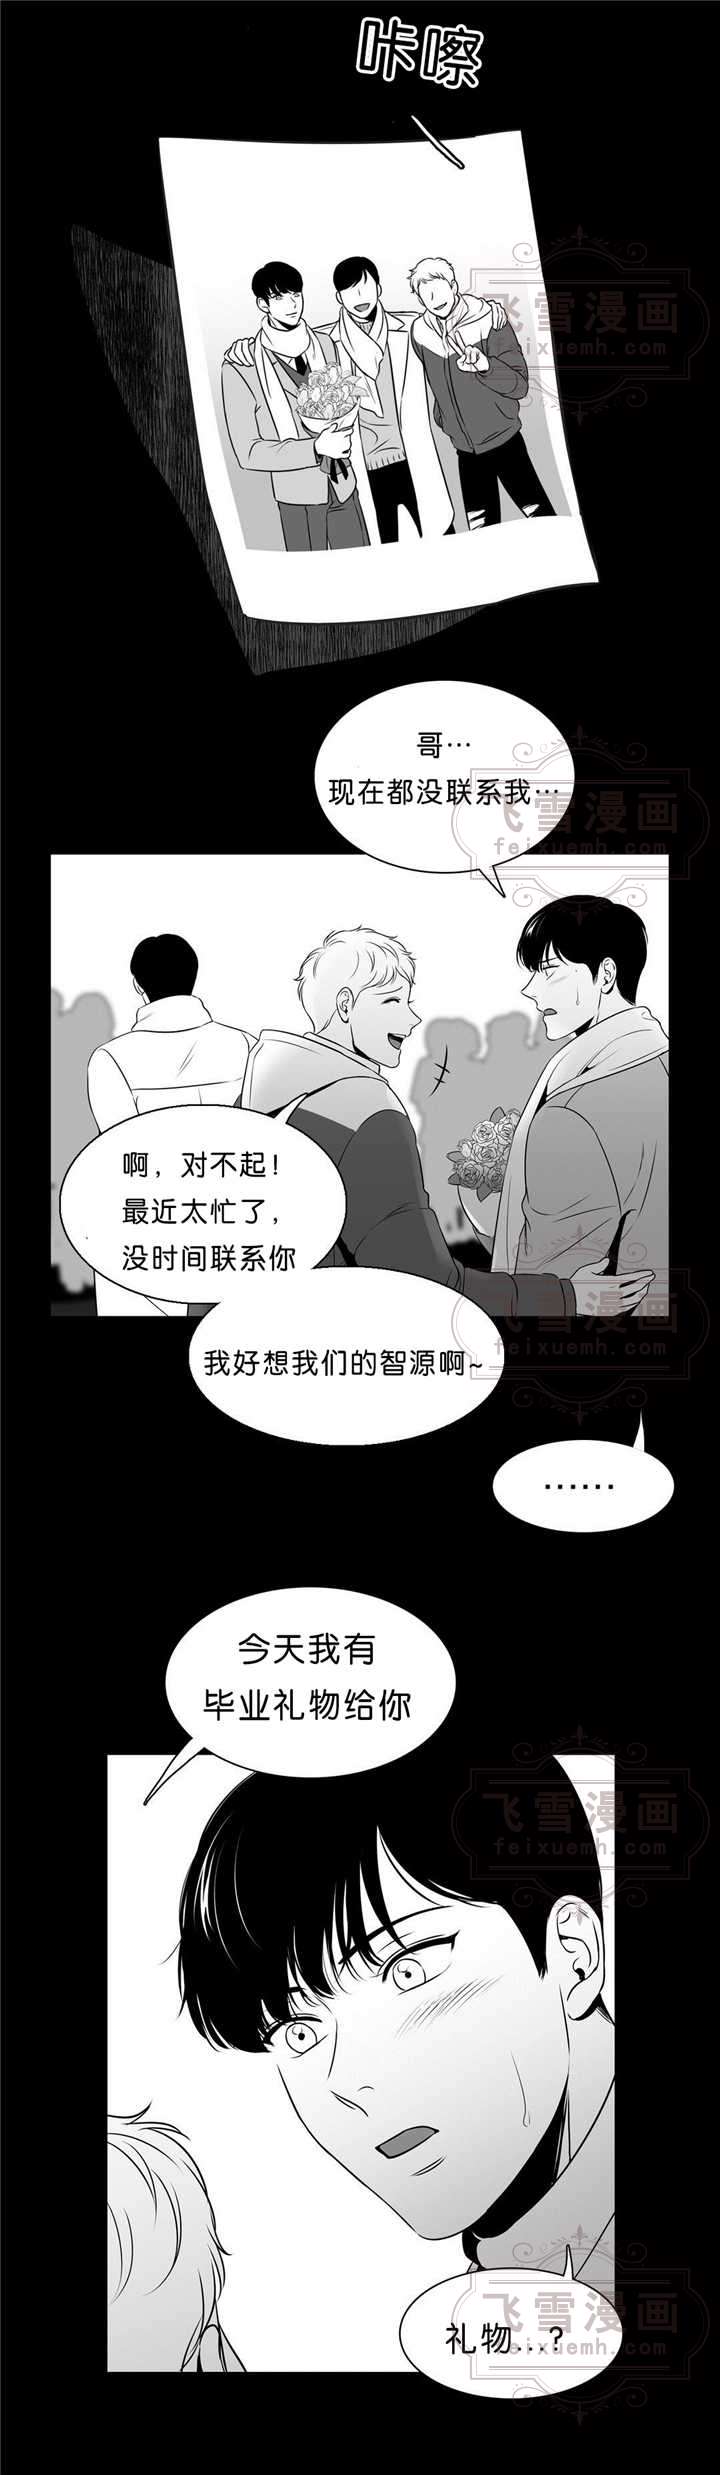 咔嚓
飞雪漫画
feixuemh.com
哥…
现在都没联系我…
飞雪漫画
feixuemh.com
啊，对不起！
最近太忙了，
没时间联系你
我好想我们的智源啊~
飞雪漫画
feixuemh.com
……
今天我有
毕业礼物给你
飞雪漫画
feixuemh.com
礼物…?
飞雪漫画
feixuemh.com